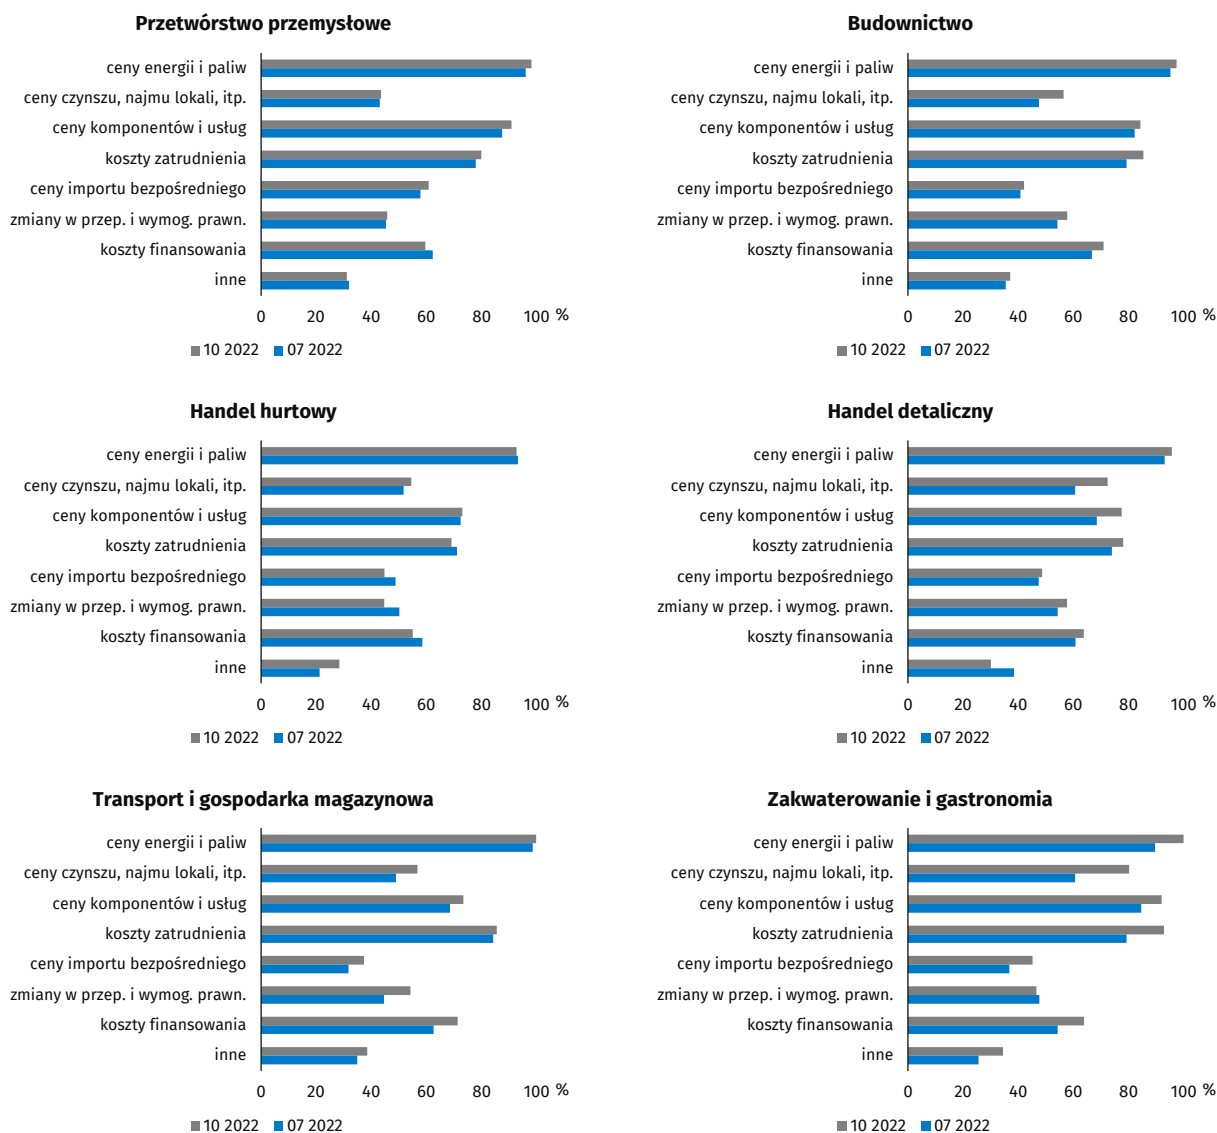 Przetwórstwo przemysłowe
ceny energii i paliw
ceny czynszu, najmu lokali, itp.
ceny komponentów i usług
koszty zatrudnienia
ceny importu bezpośredniego
zmiany w przep. i wymog. prawn.
koszty finansowania
inne
0 20 40 60 80 100 %
10 2022 07 2022
Budownictwo
ceny energii i paliw
ceny czynszu, najmu lokali, itp.
ceny komponentów i usług
koszty zatrudnienia
ceny importu bezpośredniego
zmiany w przep. i wymog. prawn.
koszty finansowania
inne
0 20 40 60 80 100 %
10 2022 07 2022
Handel hurtowy
ceny energii i paliw
ceny czynszu, najmu lokali, itp.
ceny komponentów i usług
koszty zatrudnienia
ceny importu bezpośredniego
zmiany w przep. i wymog. prawn.
koszty finansowania
inne
0 20 40 60 80 100 %
10 2022 07 2022
Handel detaliczny
ceny energii i paliw
ceny czynszu, najmu lokali, itp.
ceny komponentów i usług
koszty zatrudnienia
ceny importu bezpośredniego
zmiany w przep. i wymog. prawn.
koszty finansowania
inne
0 20 40 60 80 100 %
10 2022 07 2022
Transport i gospodarka magazynowa
ceny energii i paliw
ceny czynszu, najmu lokali, itp.
ceny komponentów i usług
koszty zatrudnienia
ceny importu bezpośredniego
zmiany w przep. i wymog. prawn.
koszty finansowania
inne
0 20 40 60 80 100 %
10 2022 07 2022
Zakwaterowanie i gastronomia
ceny energii i paliw
ceny czynszu, najmu lokali, itp.
ceny komponentów i usług
koszty zatrudnienia
ceny importu bezpośredniego
zmiany w przep. i wymog. prawn.
koszty finansowania
inne
0 20 40 60 80 100 %
10 2022 07 2022